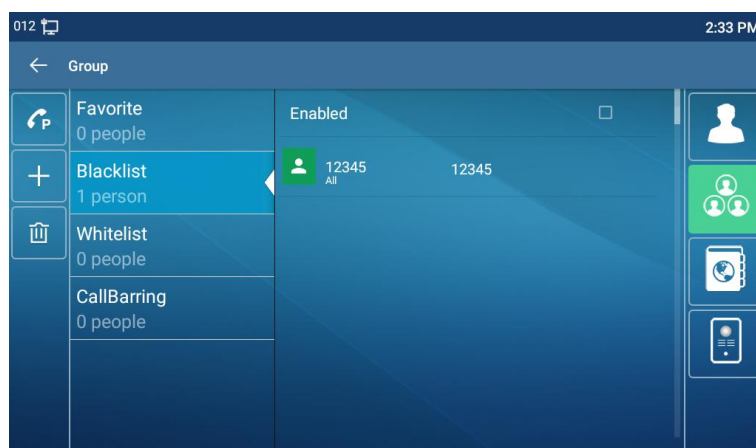 012
2:33 PM
Group
Favorite
0 people
Blacklist
1 person
Whitelist
0 people
CallBarring
0 people
Enabled
12345
All
12345
P